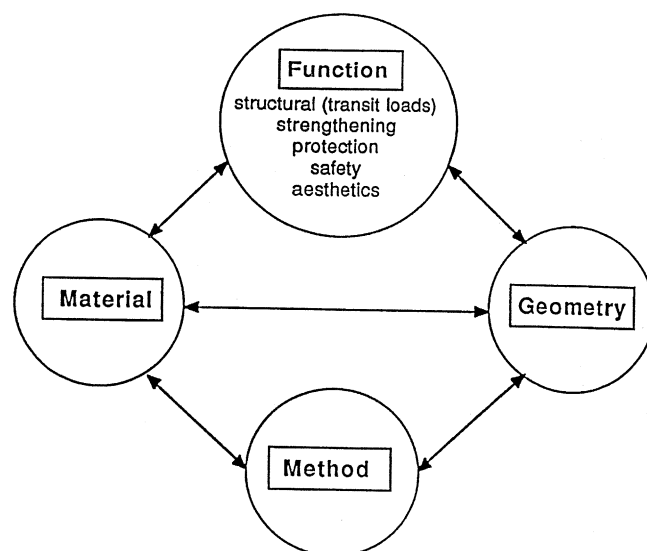 Function
structural (transit loads)
strengthening
protection
safety
aesthetics
Material
Geometry
Method